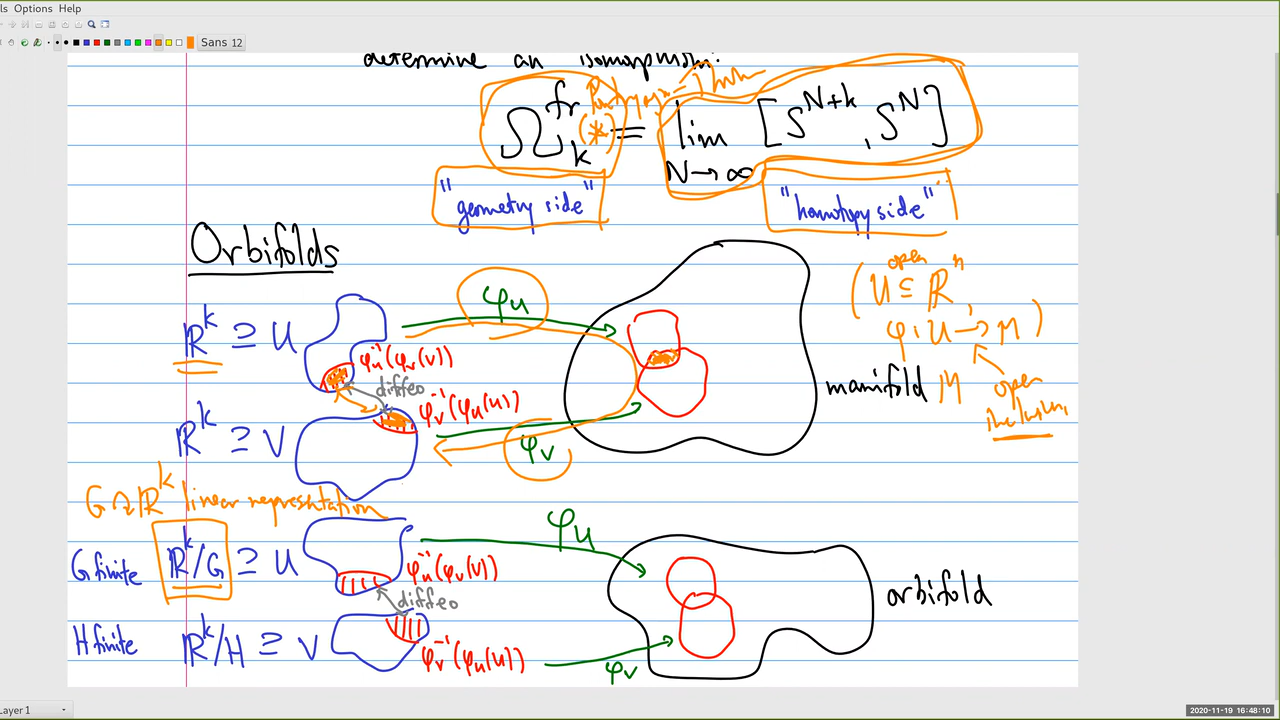 ls Options Help
Sans 12
determine an isomorphism.
Ω_k^fr(*) = lim_{N→∞} [S^{N+k}, S^N]
"geometry side" "homotopy side"
Orbifolds
R^k ⊇ U
φ_U
φ_U^{-1}(φ_V(V))
diffeo
φ_V^{-1}(φ_U(U))
R^k ⊇ V
φ_V
manifold M
(U ⊆ R^n
open
φ: U → M)
open
inclusion
G ↷ R^k linear representation
G finite R^k/G ⊇ U
φ_U
φ_U^{-1}(φ_V(V))
diffeo
orbifold
H finite R^k/H ⊇ V
φ_V^{-1}(φ_U(U))
φ_V
Layer 1
2020-11-19 16:48:10